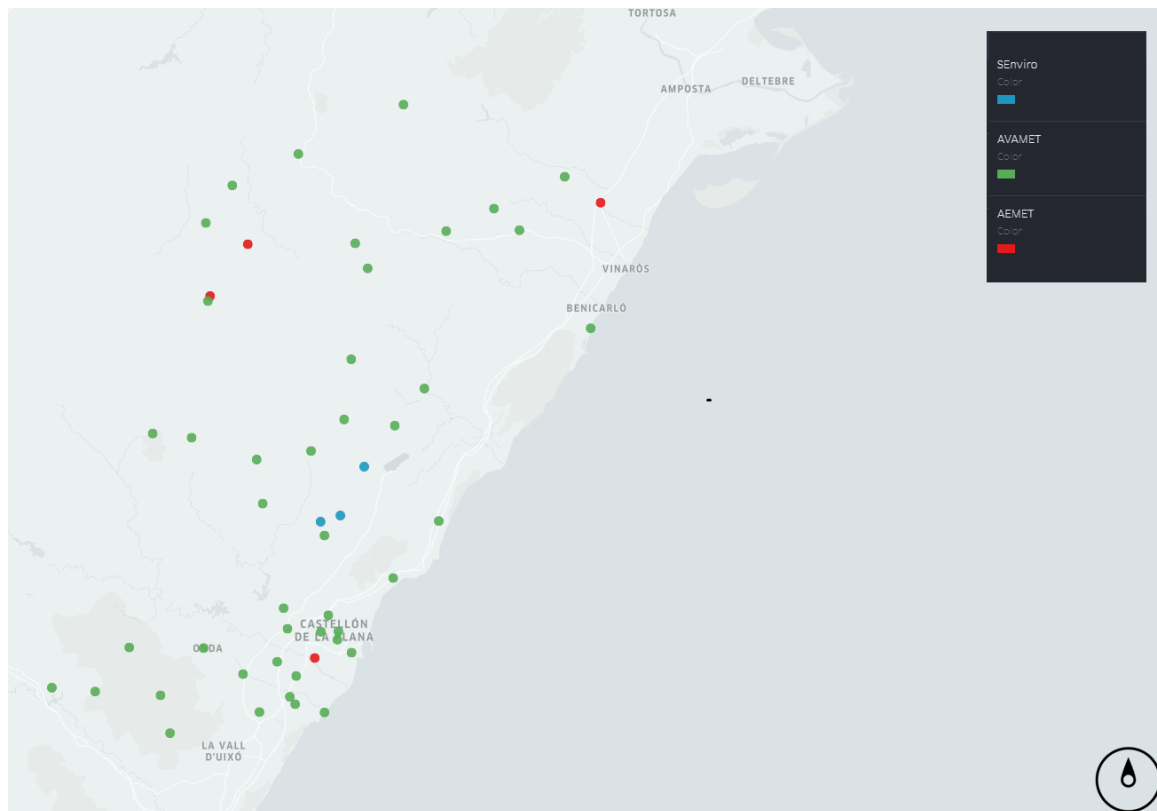 TORTOSA
DELTEBRE
AMPOSTA
SEnviro
Color
AVAMET
Color
AEMET
Color
VINARÒS
BENICARLÓ
CASTELLÓN
DE LA PLANA
ONDA
LA VALL
D'UIXÓ